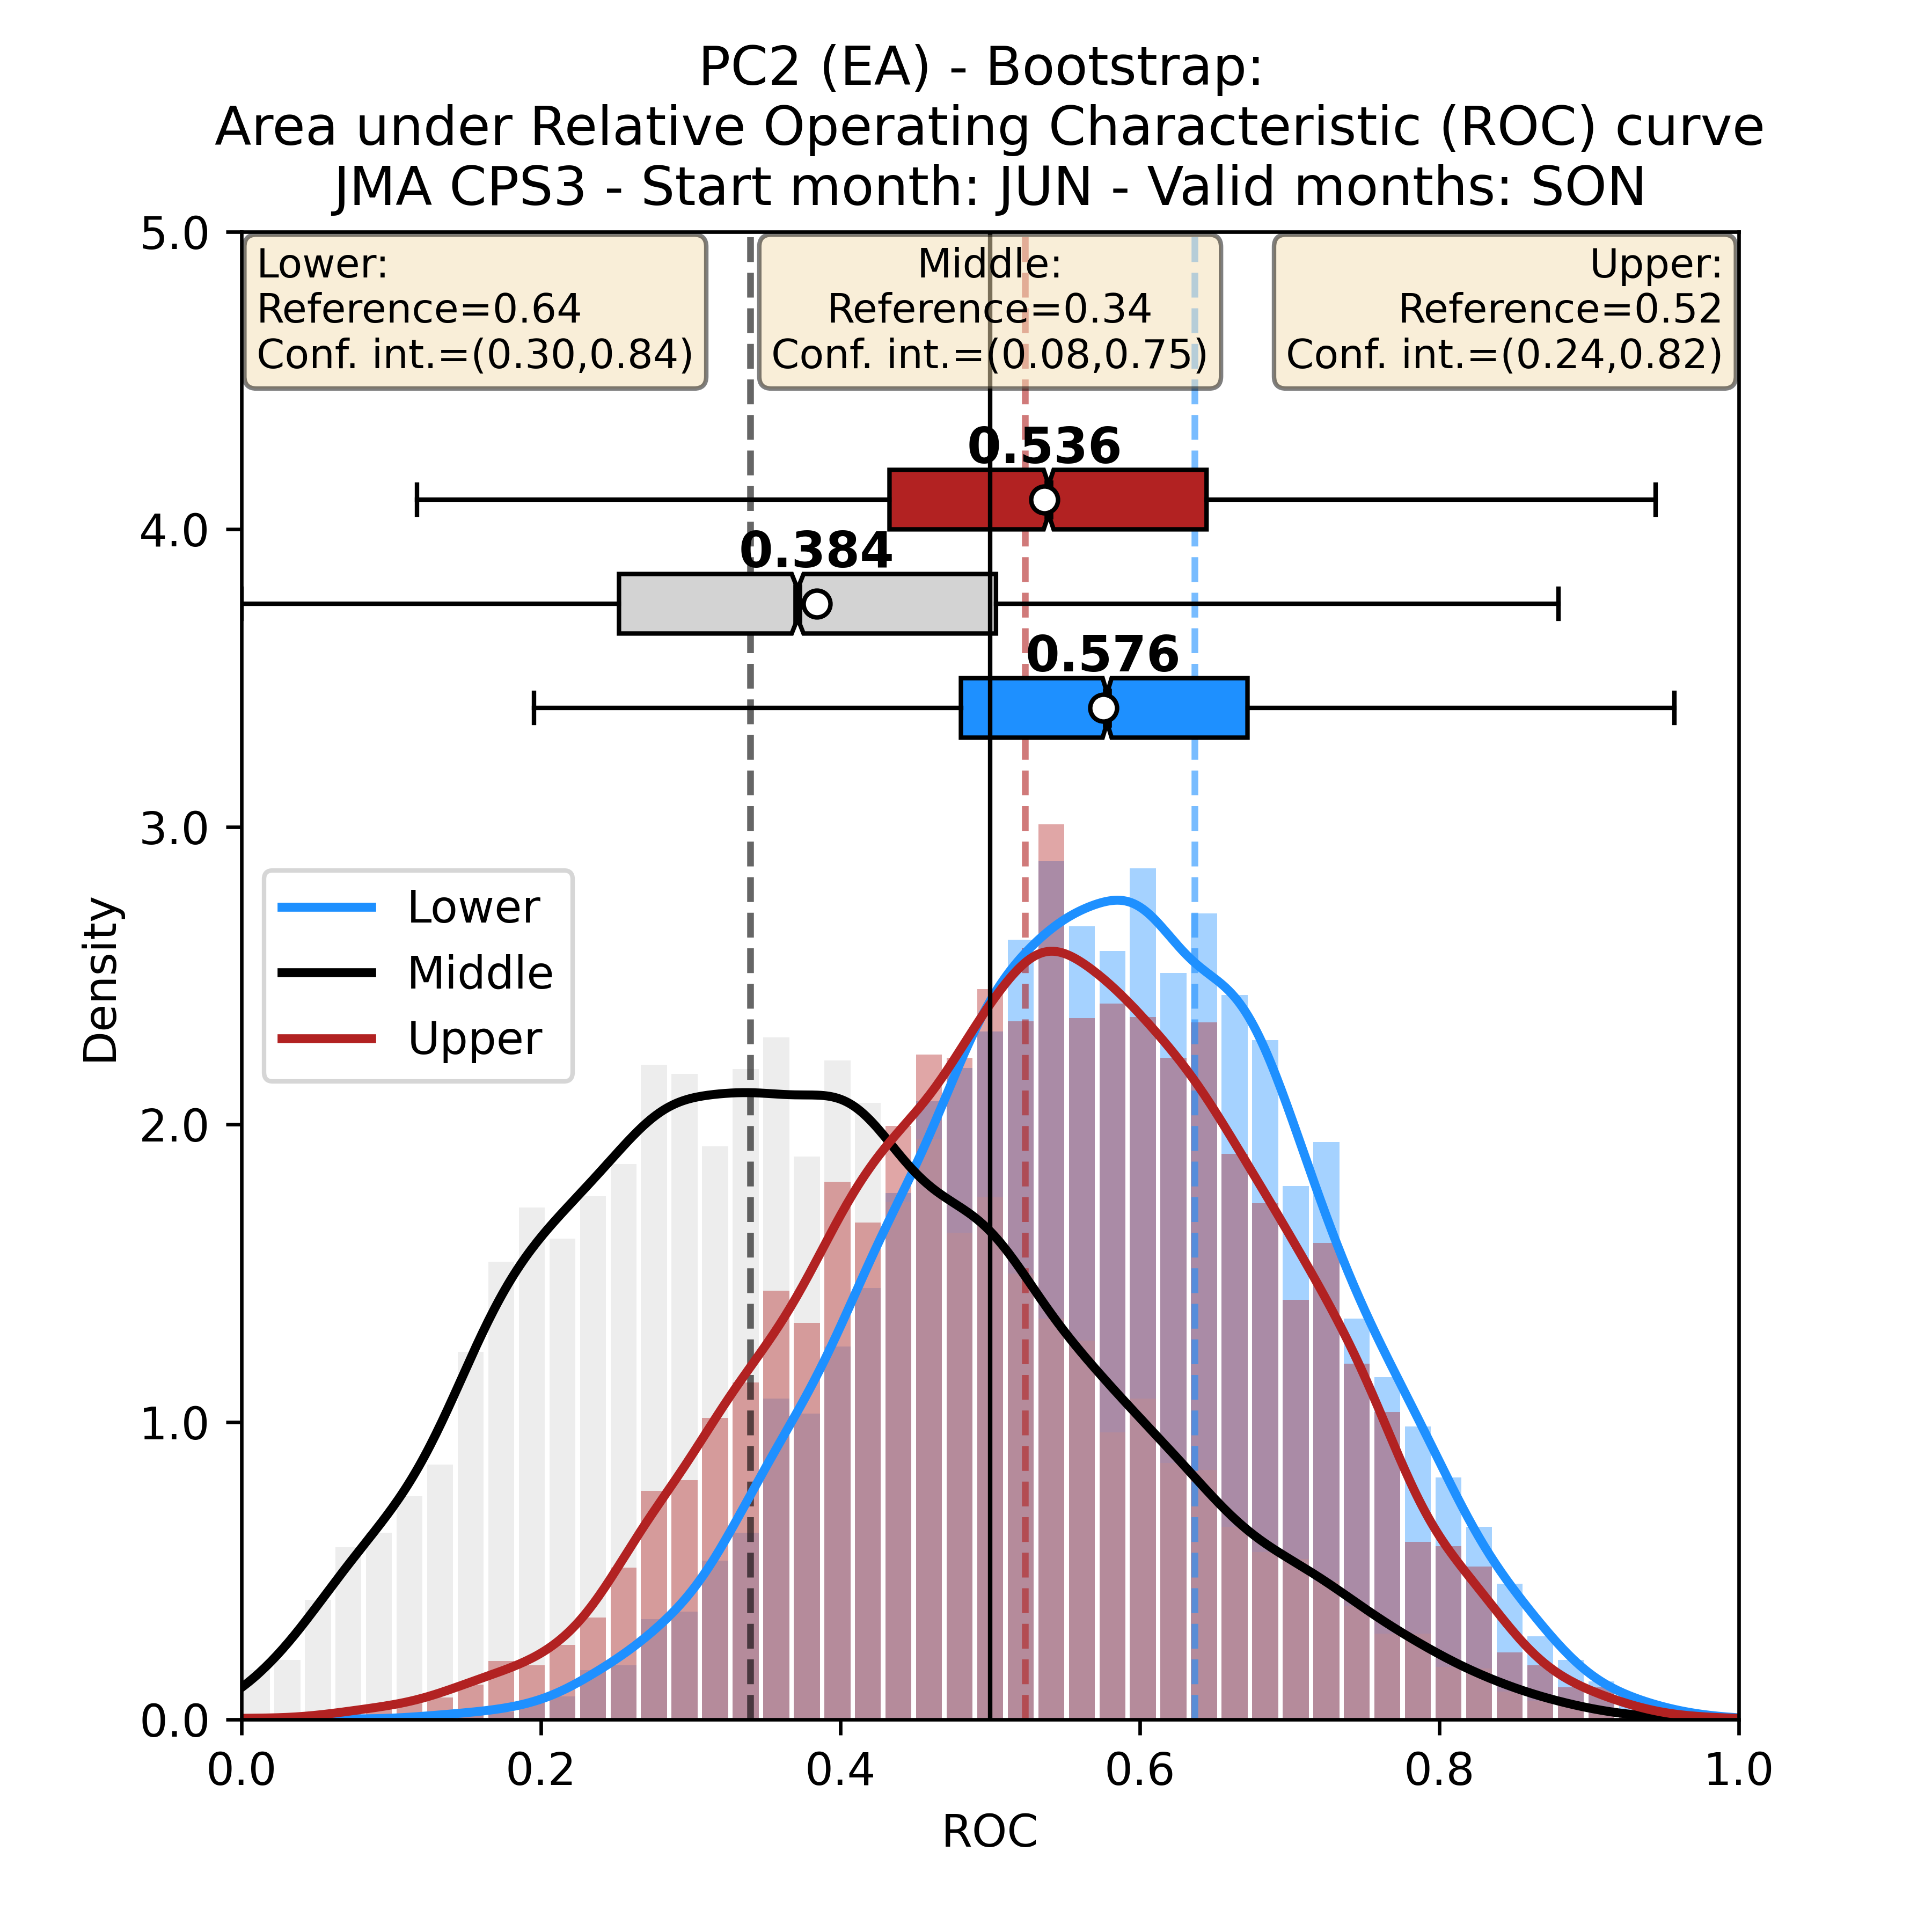 PC2 (EA) - Bootstrap:
Area under Relative Operating Characteristic (ROC) curve
JMA CPS3 - Start month: JUN - Valid months: SON
Lower:
Reference=0.64
Conf. int.=(0.30,0.84)
Middle:
Reference=0.34
Conf. int.=(0.08,0.75)
Upper:
Reference=0.52
Conf. int.=(0.24,0.82)
0.536
0.384
0.576
Lower
Middle
Upper
Density
5.0
4.0
3.0
2.0
1.0
0.0
0.0 0.2 0.4 0.6 0.8 1.0
ROC